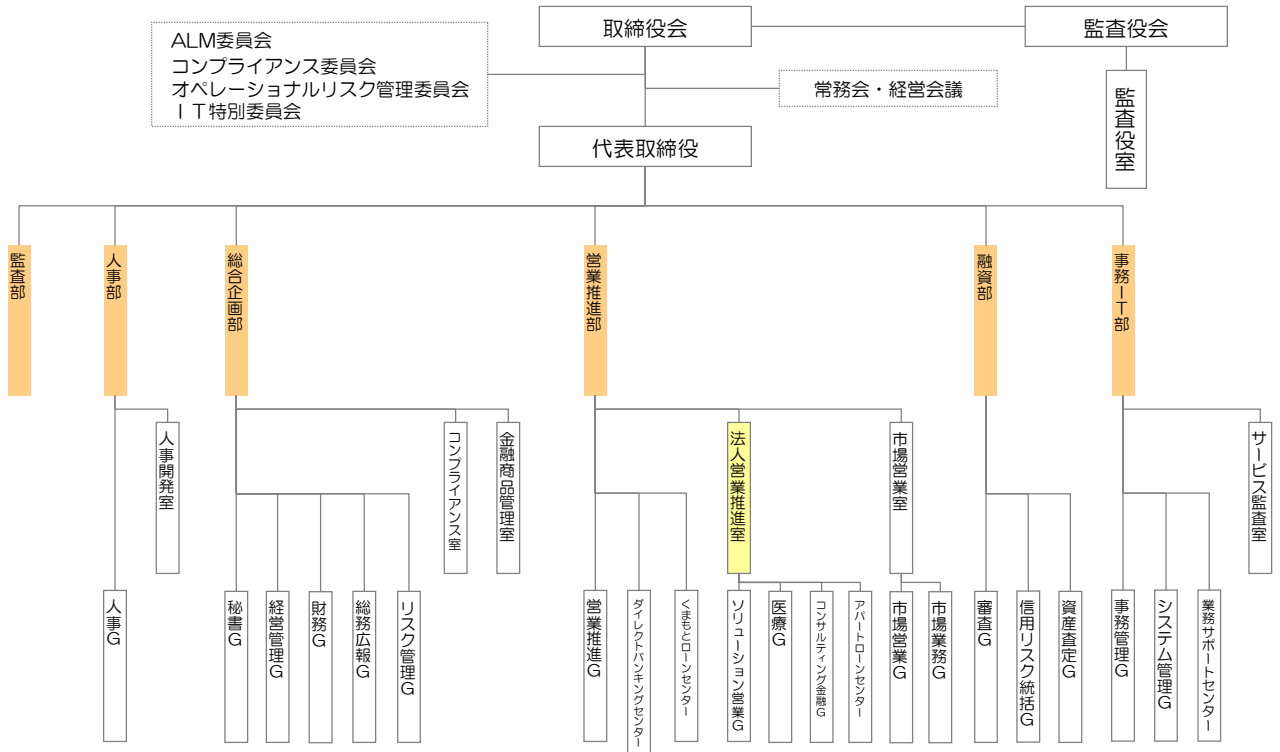 取締役会
監査役会
ALM委員会
コンプライアンス委員会
オペレーショナルリスク管理委員会
ＩＴ特別委員会
常務会・経営会議
監査役室
代表取締役
監査部
人事部
総合企画部
営業推進部
融資部
事務ＩＴ部
人事開発室
コンプライアンス室
金融商品管理室
法人営業推進室
市場営業室
サービス監査室
人事G
秘書G
経営管理G
財務G
総務広報G
リスク管理G
営業推進G
ダイレクトバンキングセンター
くまもとローンセンター
ソリューション営業G
医療G
コンサルティング金融G
アパートローンセンター
市場営業G
市場業務G
審査G
信用リスク統括G
資産査定G
事務管理G
システム管理G
業務サポートセンター